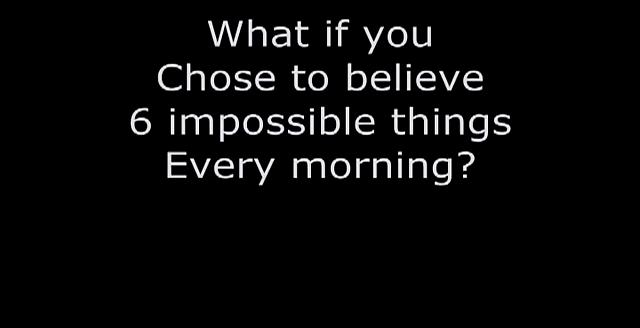 What if you
Chose to believe
6 impossible things
Every morning?